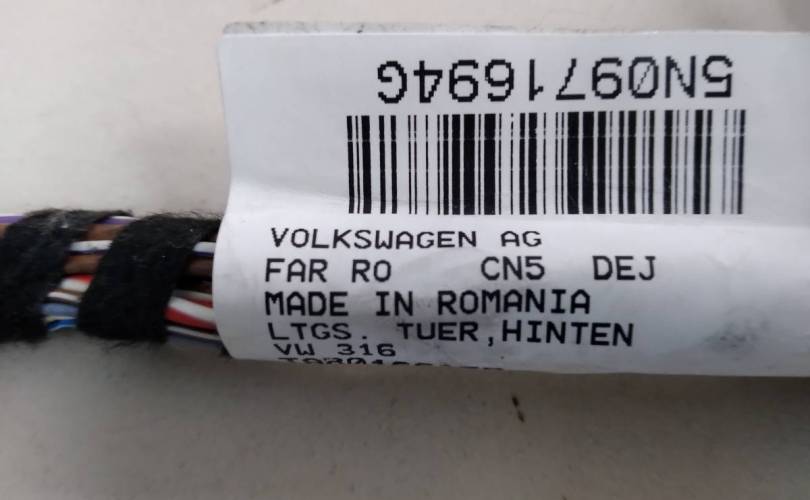 5N0971694G
VOLKSWAGEN AG
FAR RO CN5 DEJ
MADE IN ROMANIA
LTGS. TUER,HINTEN
VW 316